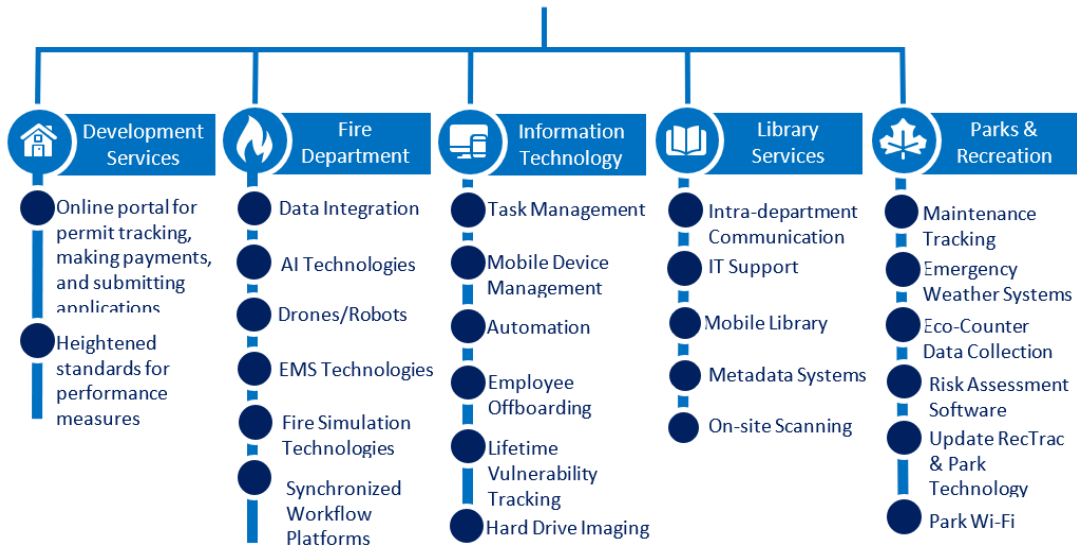 Development
Services
Online portal for
permit tracking,
making payments,
and submitting
applications
Heightened
standards for
performance
measures
Fire
Department
Data Integration
AI Technologies
Drones/Robots
EMS Technologies
Fire Simulation
Technologies
Synchronized
Workflow
Platforms
Information
Technology
Task Management
Mobile Device
Management
Automation
Employee
Offboarding
Lifetime
Vulnerability
Tracking
Hard Drive Imaging
Library
Services
Intra-department
Communication
IT Support
Mobile Library
Metadata Systems
On-site Scanning
Parks &
Recreation
Maintenance
Tracking
Emergency
Weather Systems
Eco-Counter
Data Collection
Risk Assessment
Software
Update RecTrac
& Park
Technology
Park Wi-Fi